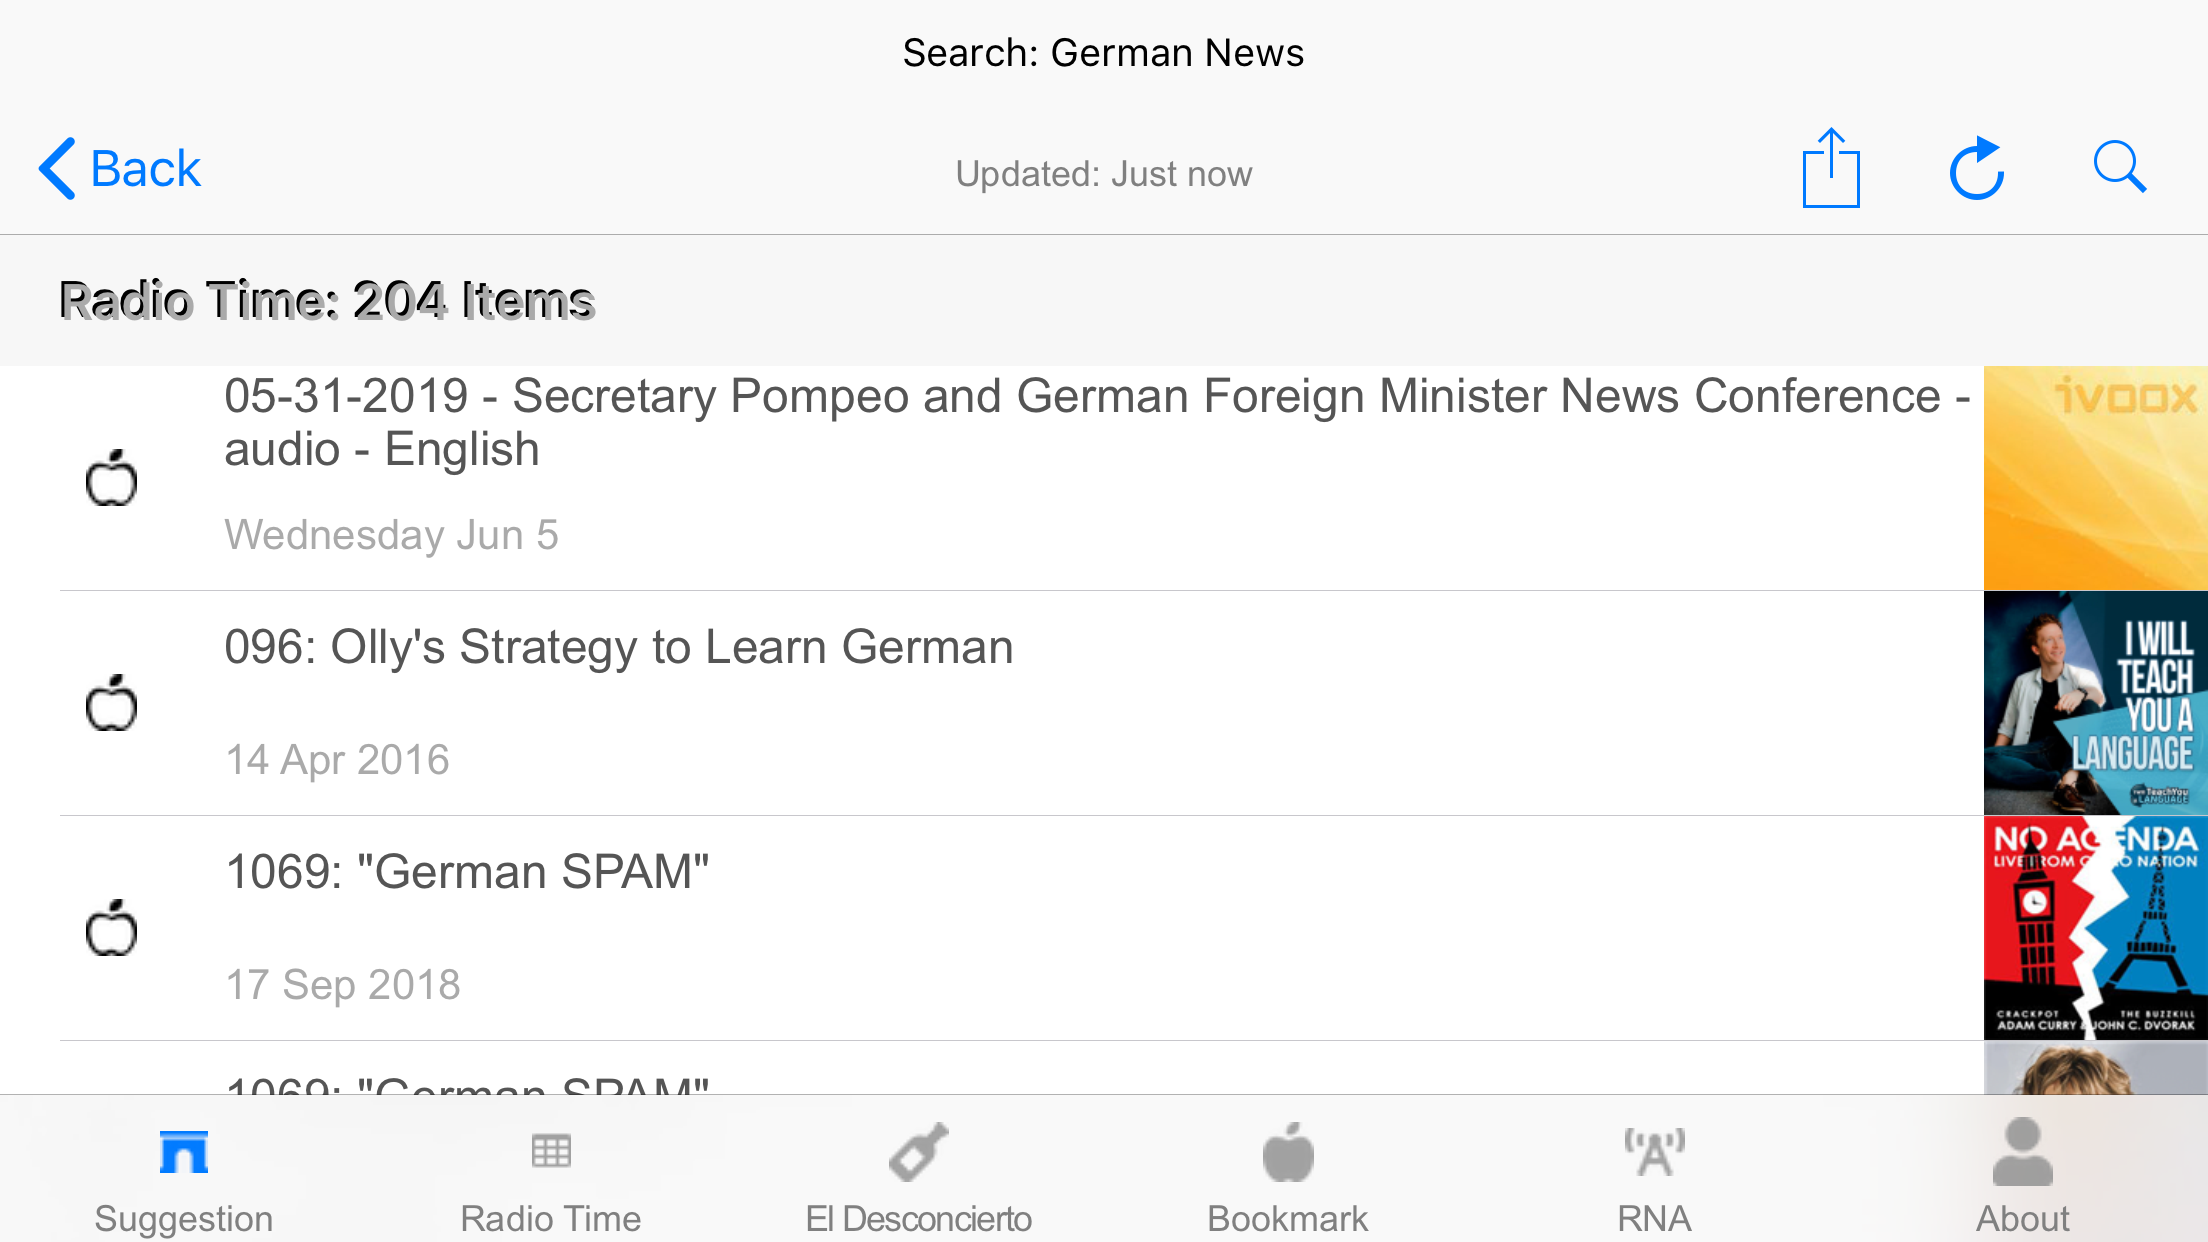 Search: German News
Back
Updated: Just now
Radio Time: 204 Items
05-31-2019 - Secretary Pompeo and German Foreign Minister News Conference -
audio - English
Wednesday Jun 5
ivoox
096: Olly's Strategy to Learn German
14 Apr 2016
I WILL
TEACH
YOU A
LANGUAGE
TeachYou
LANGUAGE
1069: "German SPAM"
17 Sep 2018
NO AGENDA
LIVE FROM NATION
CRACKPOT THE BUZZKILL
ADAM CURRY & JOHN C. DVORAK
1069: "German SPAM"
Suggestion
Radio Time
El Desconcierto
Bookmark
RNA
About